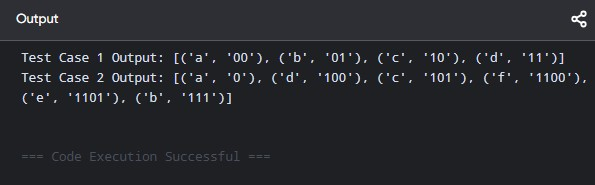 Output
Test Case 1 Output: [('a', '00'), ('b', '01'), ('c', '10'), ('d', '11')]
Test Case 2 Output: [('a', '0'), ('d', '100'), ('c', '101'), ('f', '1100'),
('e', '1101'), ('b', '111')]
=== Code Execution Successful ===